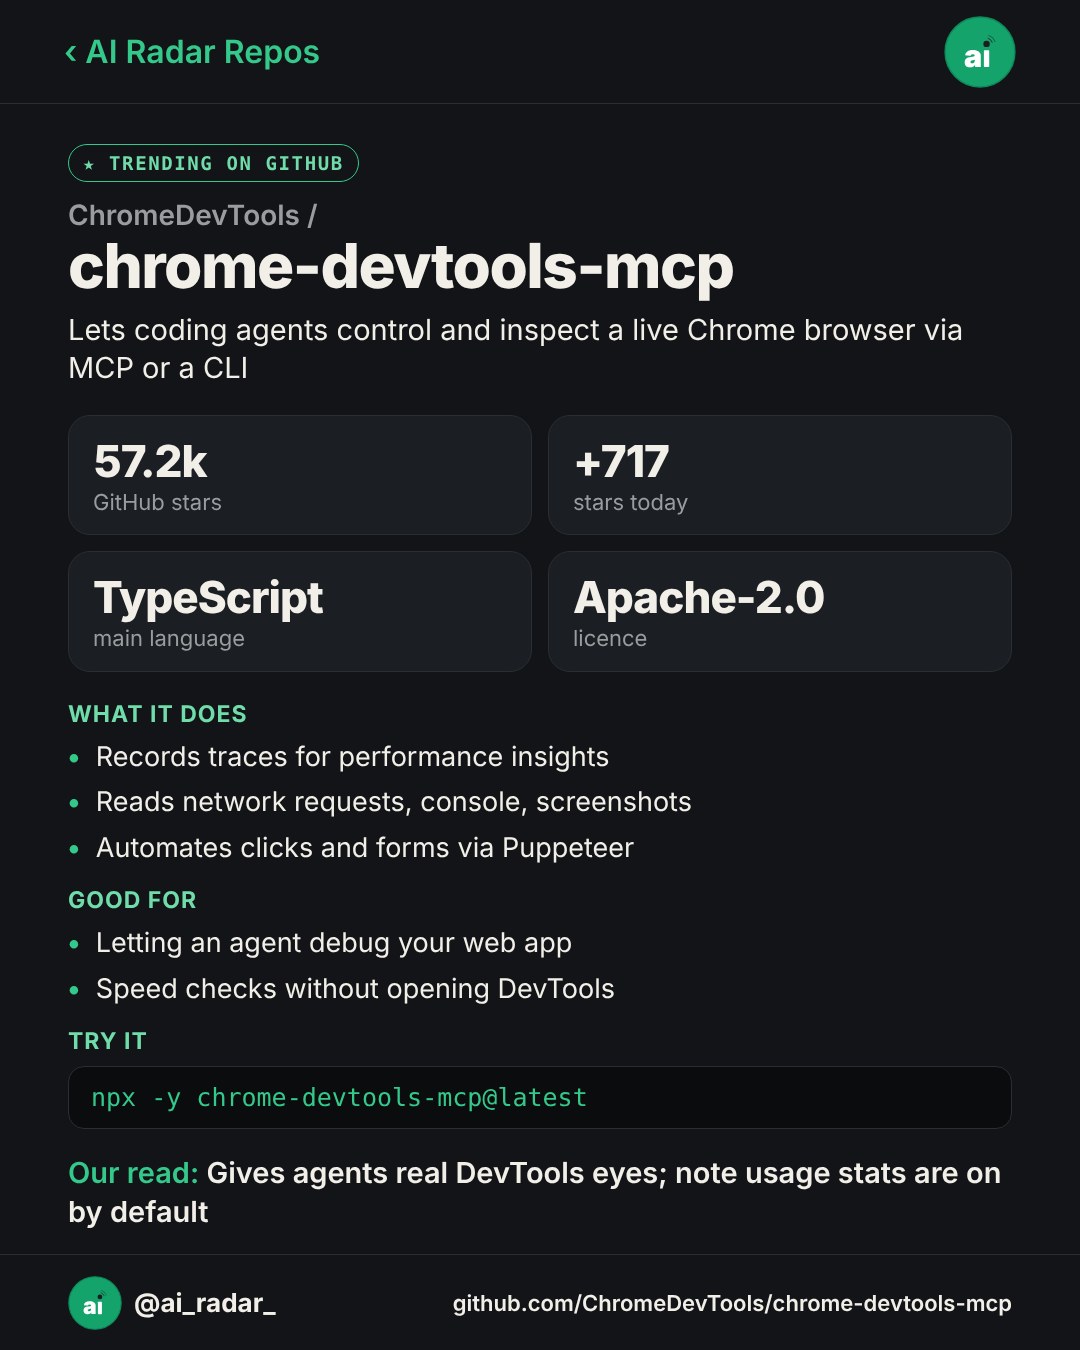 ‹ AI Radar Repos
ai
★ TRENDING ON GITHUB
ChromeDevTools /
chrome-devtools-mcp
Lets coding agents control and inspect a live Chrome browser via
MCP or a CLI
57.2k
GitHub stars
+717
stars today
TypeScript
main language
Apache-2.0
licence
WHAT IT DOES
• Records traces for performance insights
• Reads network requests, console, screenshots
• Automates clicks and forms via Puppeteer
GOOD FOR
• Letting an agent debug your web app
• Speed checks without opening DevTools
TRY IT
npx -y chrome-devtools-mcp@latest
Our read: Gives agents real DevTools eyes; note usage stats are on
by default
ai
@ai_radar_
github.com/ChromeDevTools/chrome-devtools-mcp